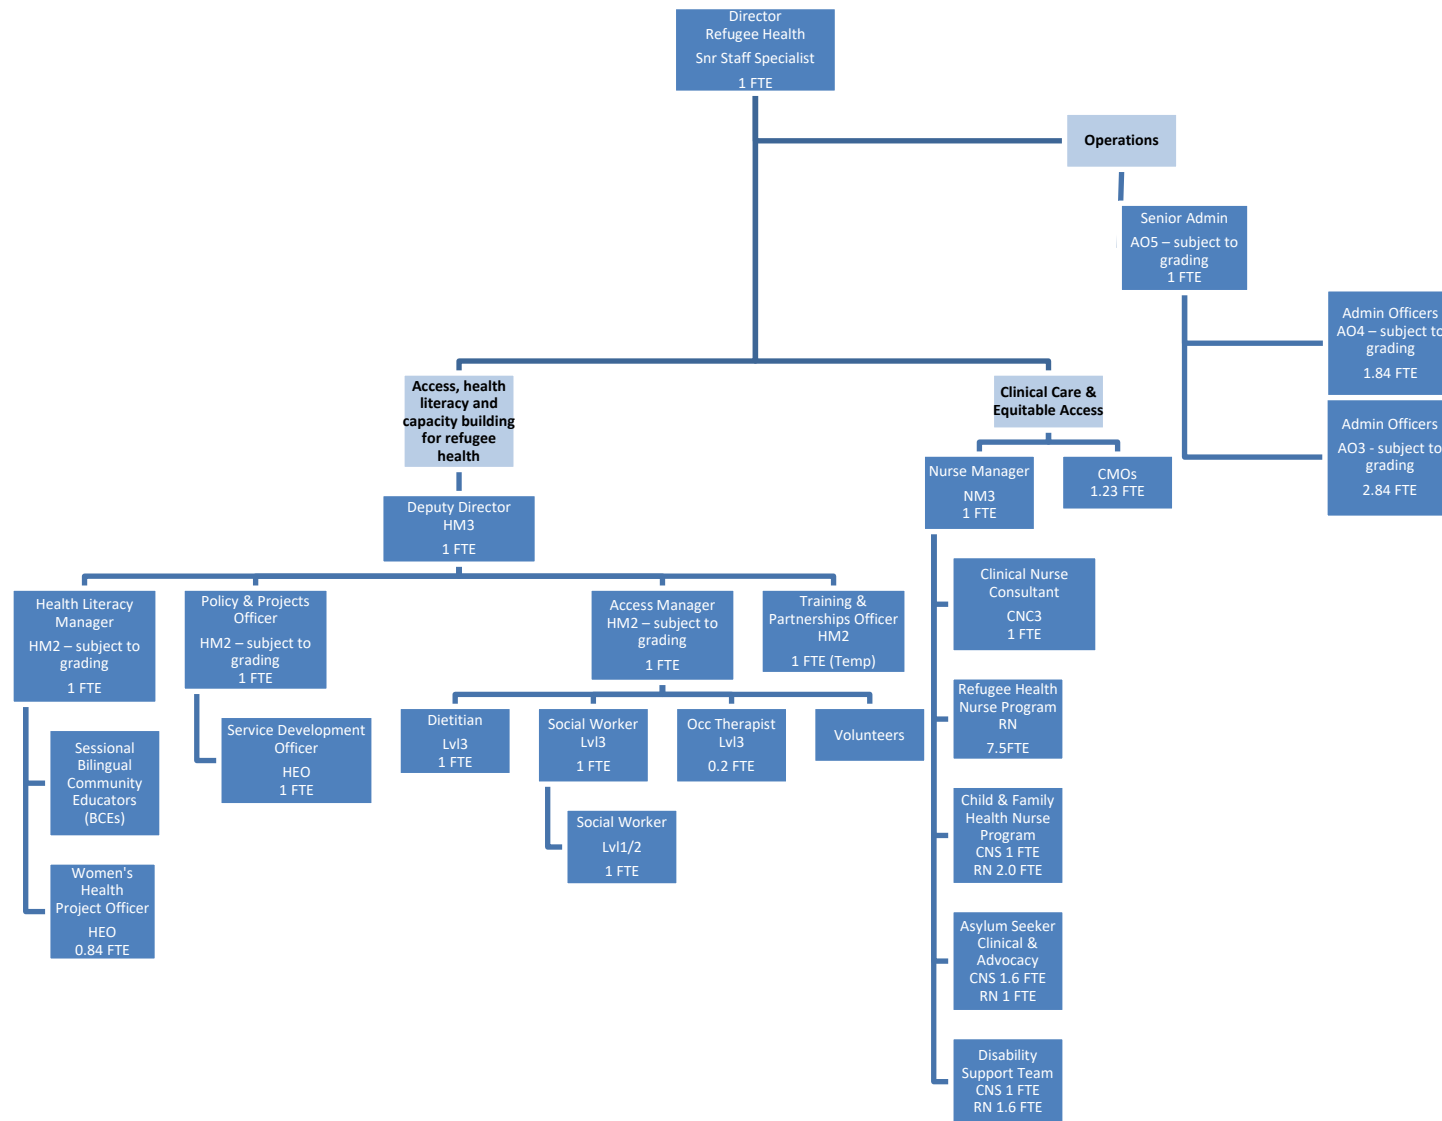 Director
Refugee Health
Snr Staff Specialist
1 FTE
Operations
Senior Admin
AO5 – subject to
grading
1 FTE
Admin Officers
AO4 – subject to
grading
1.84 FTE
Admin Officers
AO3 - subject to
grading
2.84 FTE
Access, health
literacy and
capacity building
for refugee
health
Clinical Care &
Equitable Access
Deputy Director
HM3
1 FTE
Nurse Manager
NM3
1 FTE
CMOs
1.23 FTE
Health Literacy
Manager
HM2 – subject to
grading
1 FTE
Policy & Projects
Officer
HM2 – subject to
grading
1 FTE
Access Manager
HM2 – subject to
grading
1 FTE
Training &
Partnerships Officer
HM2
1 FTE (Temp)
Sessional
Bilingual
Community
Educators
(BCEs)
Women's
Health
Project Officer
HEO
0.84 FTE
Service Development
Officer
HEO
1 FTE
Dietitian
Lvl3
1 FTE
Social Worker
Lvl3
1 FTE
Occ Therapist
Lvl3
0.2 FTE
Volunteers
Social Worker
Lvl1/2
1 FTE
Clinical Nurse
Consultant
CNC3
1 FTE
Refugee Health
Nurse Program
RN
7.5FTE
Child & Family
Health Nurse
Program
CNS 1 FTE
RN 2.0 FTE
Asylum Seeker
Clinical &
Advocacy
CNS 1.6 FTE
RN 1 FTE
Disability
Support Team
CNS 1 FTE
RN 1.6 FTE